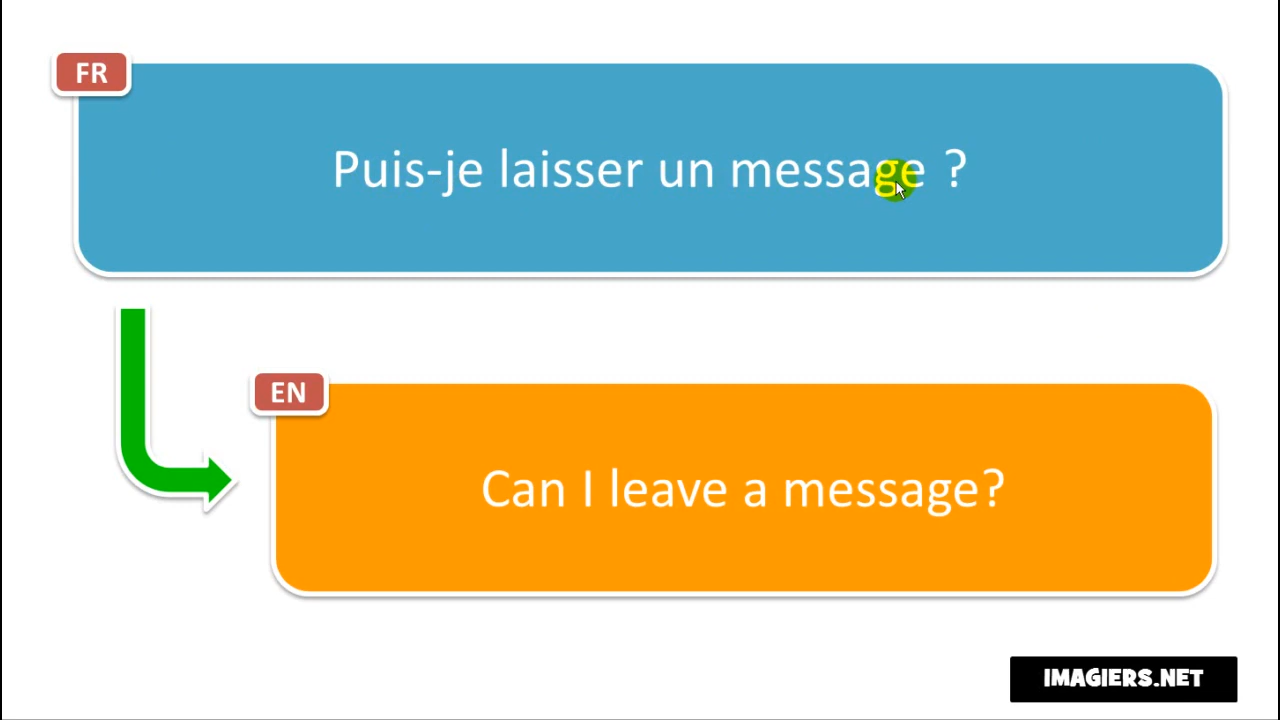 FR
Puis-je laisser un message ?
EN
Can I leave a message?
IMAGIERS.NET